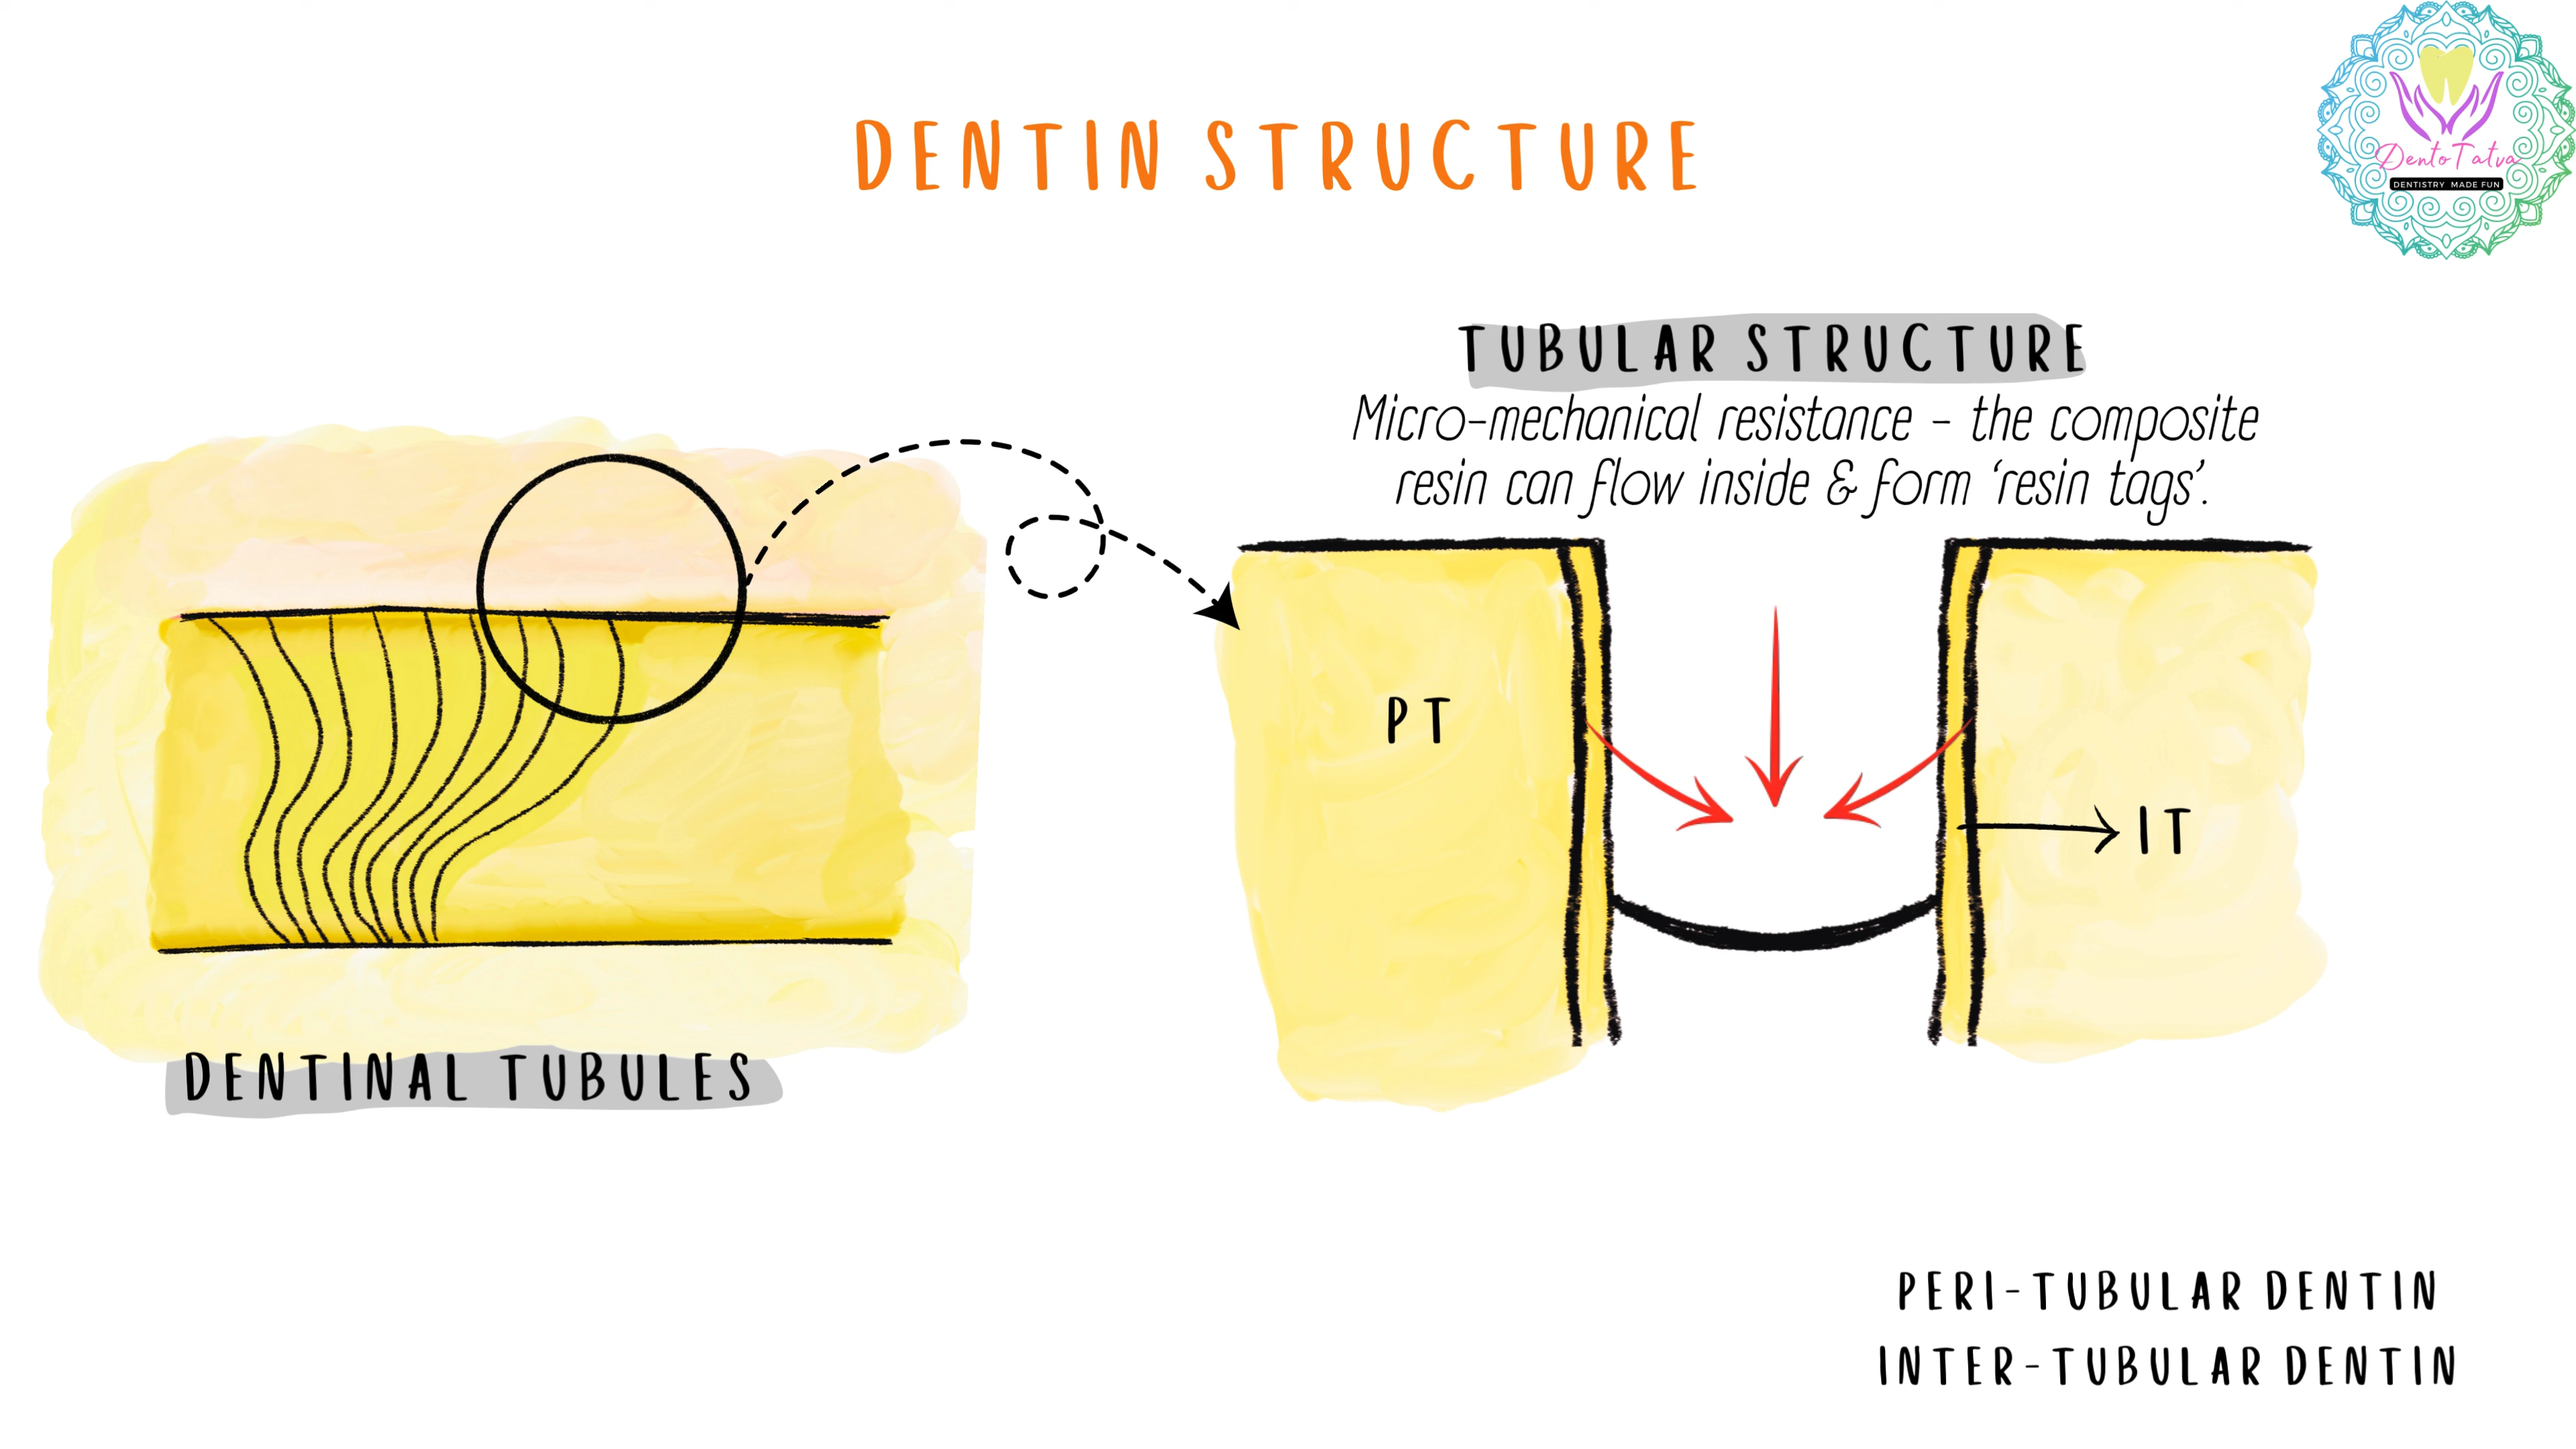 DENTIN STRUCTURE
DentoTatva
DENTISTRY MADE FUN
TUBULAR STRUCTURE
Micro-mechanical resistance - the composite
resin can flow inside & form ‘resin tags’.
PT
IT
DENTINAL TUBULES
PERI-TUBULAR DENTIN
INTER-TUBULAR DENTIN